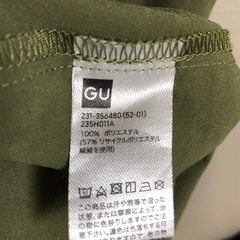 GU
231-356480 (52-01)
235H011A
100% ポリエステル
(57% リサイクルポリエステル
繊維を使用)
この商品は汗や雨等で湿っ
た状態、または摩擦によって、